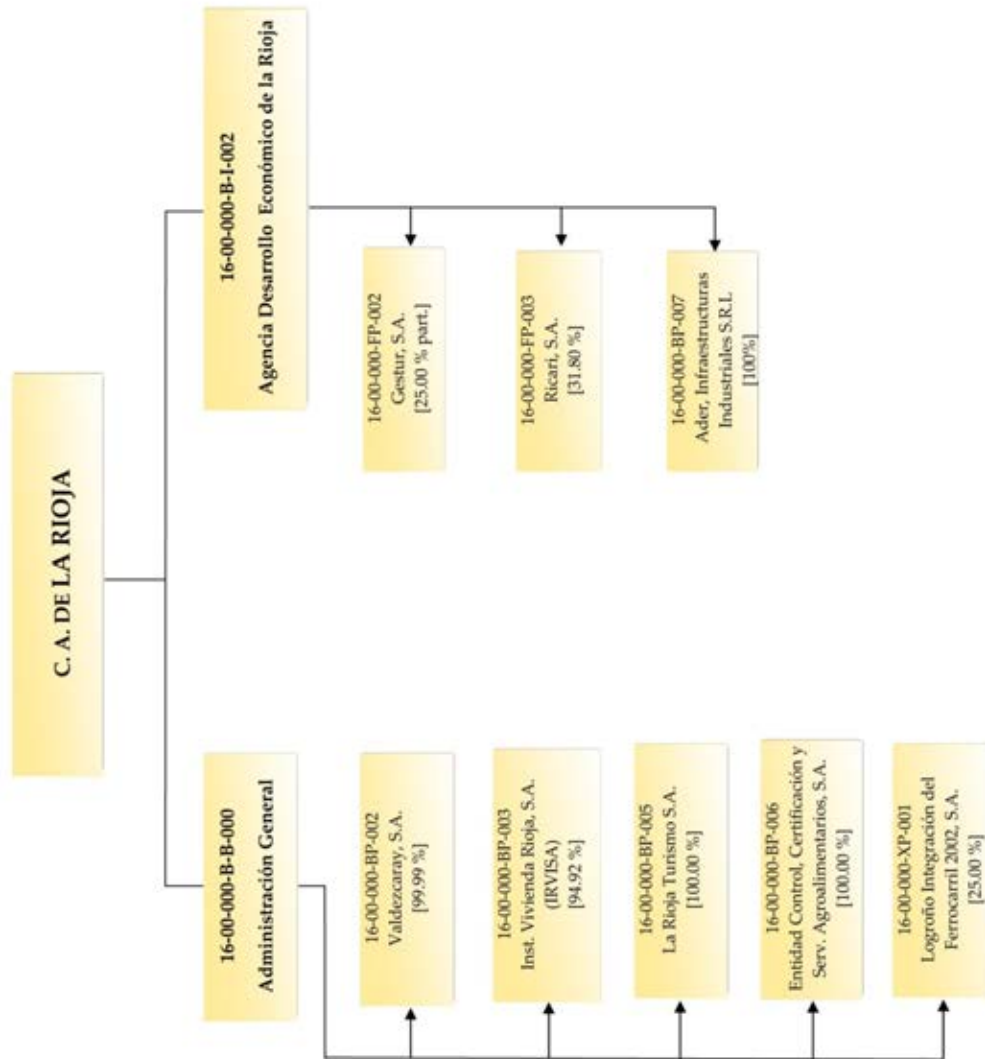 C. A. DE LA RIOJA
16-00-000-B-B-000
Administración General
16-00-000-BP-002
Valdezcaray, S.A.
[99.99 %]
16-00-000-BP-003
Inst. Vivienda Rioja, S.A.
(IRVISA)
[94.92 %]
16-00-000-BP-005
La Rioja Turismo S.A.
[100.00 %]
16-00-000-BP-006
Entidad Control, Certificación y
Serv. Agroalimentarios, S.A.
[100.00 %]
16-00-000-XP-001
Logroño Integración del
Ferrocarril 2002, S.A.
[25.00 %]
16-00-000-B-I-002
Agencia Desarrollo Económico de la Rioja
16-00-000-FP-002
Gestur, S.A.
[25.00 % part.]
16-00-000-FP-003
Ricari, S.A.
[31.80 %]
16-00-000-BP-007
Ader, Infraestructuras
Industriales S.R.L
[100%]